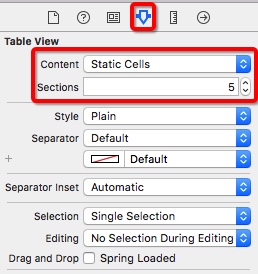 Table View
Content Static Cells
Sections 5
Style Plain
Separator Default
Default
Separator Inset Automatic
Selection Single Selection
Editing No Selection During Editing
Drag and Drop Spring Loaded